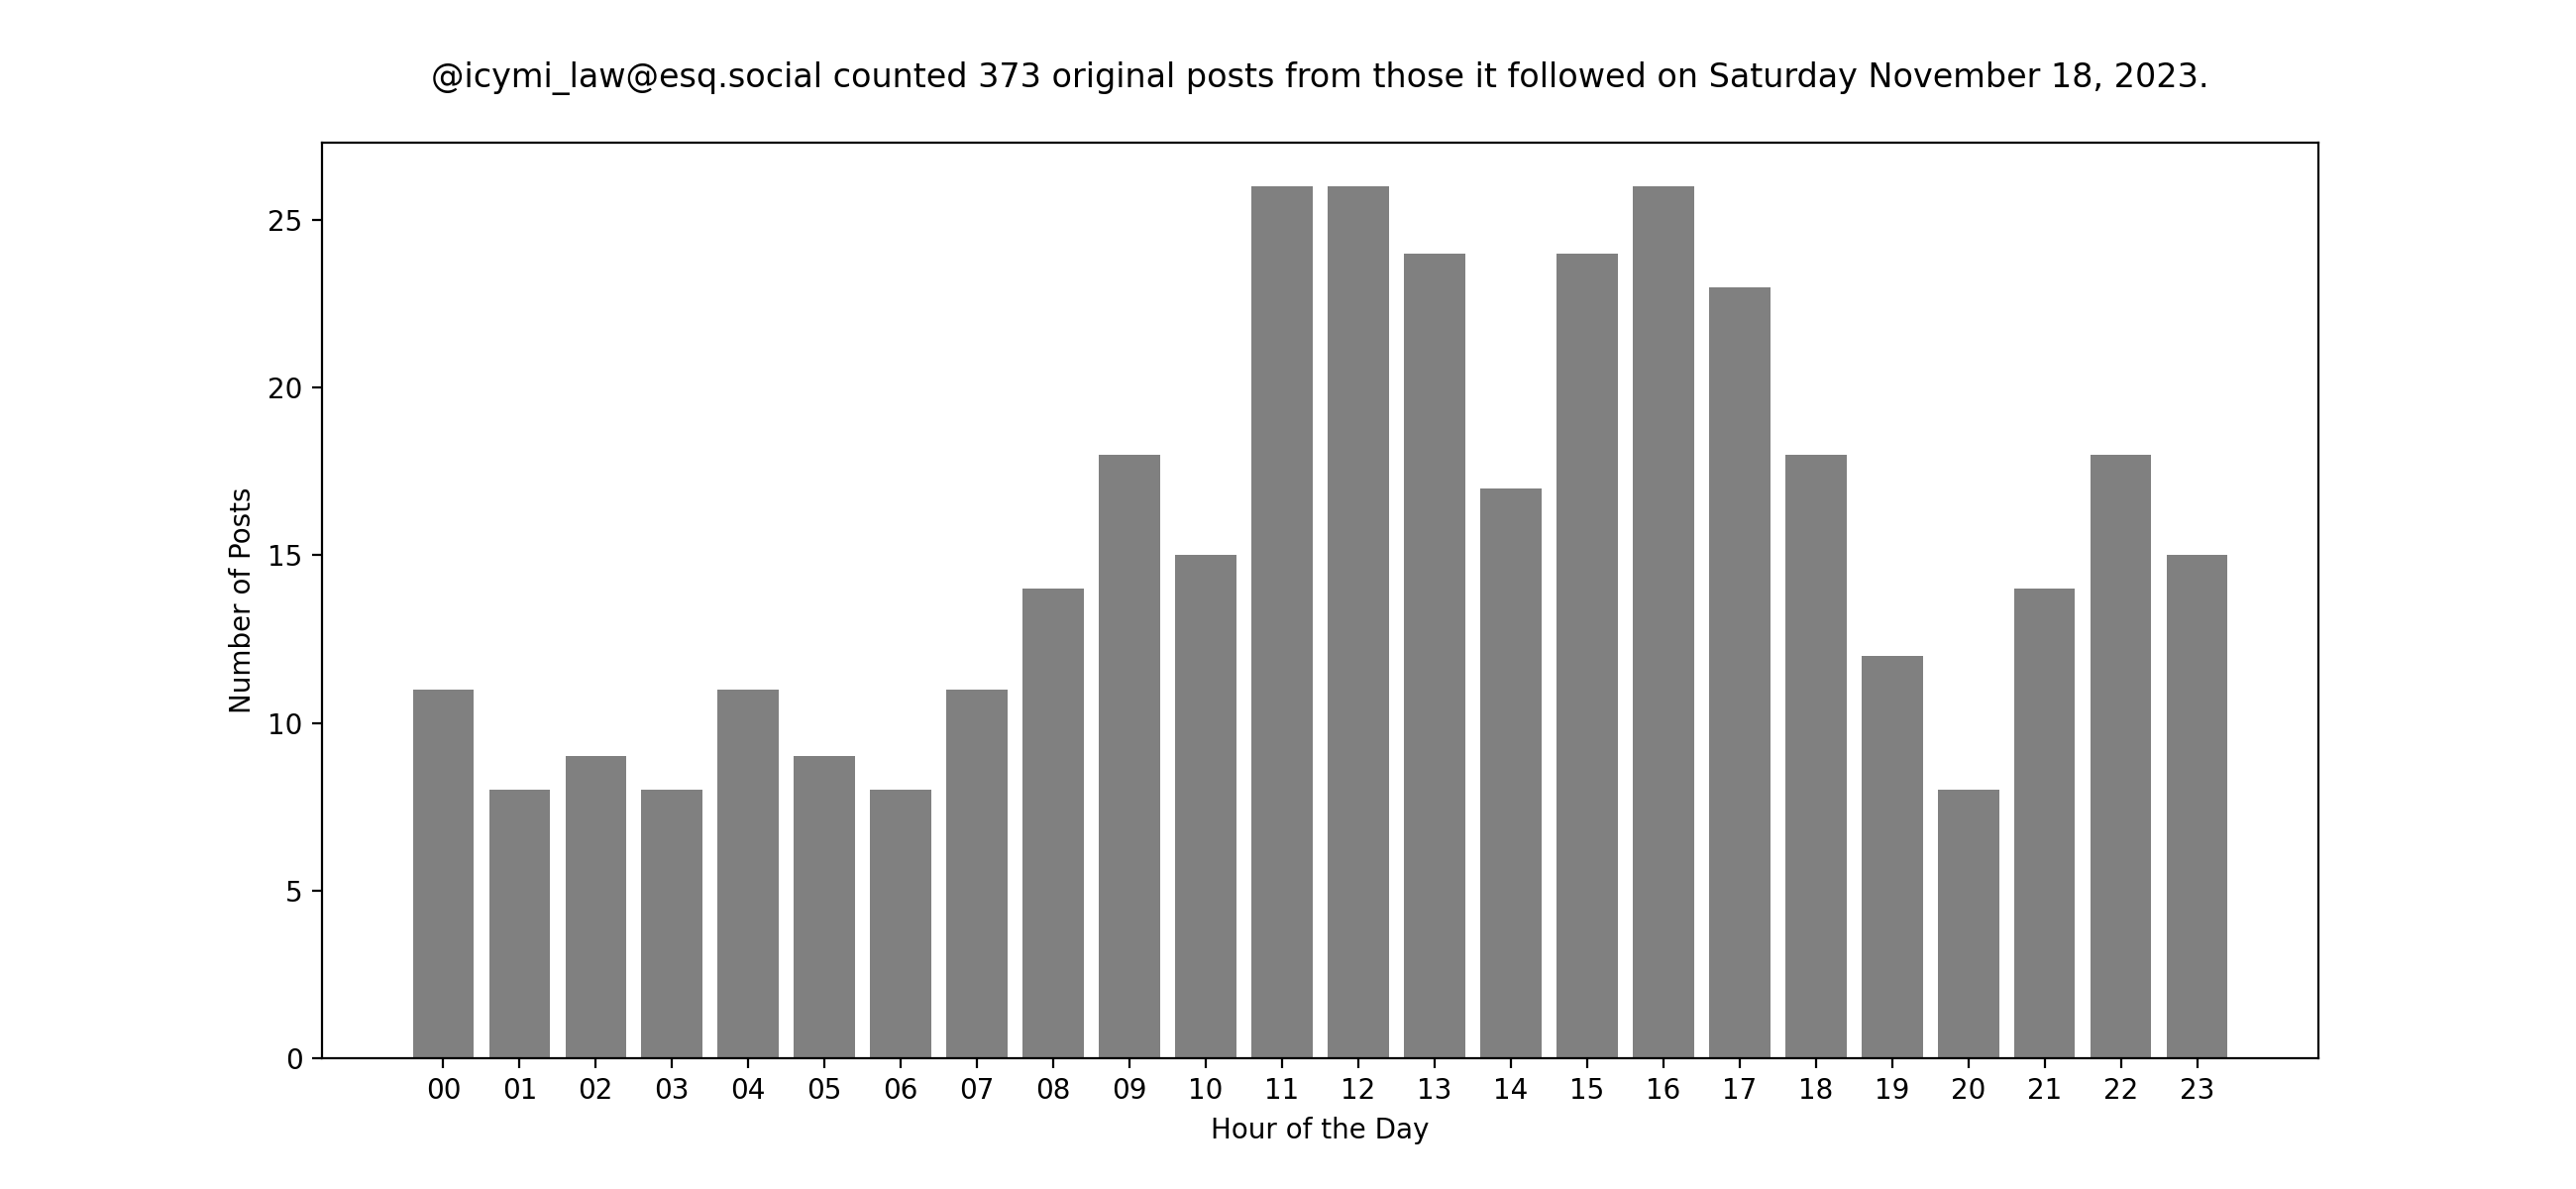 @icymi_law@esq.social counted 373 original posts from those it followed on Saturday November 18, 2023.
25
20
15
10
5
0
Number of Posts
00 01 02 03 04 05 06 07 08 09 10 11 12 13 14 15 16 17 18 19 20 21 22 23
Hour of the Day